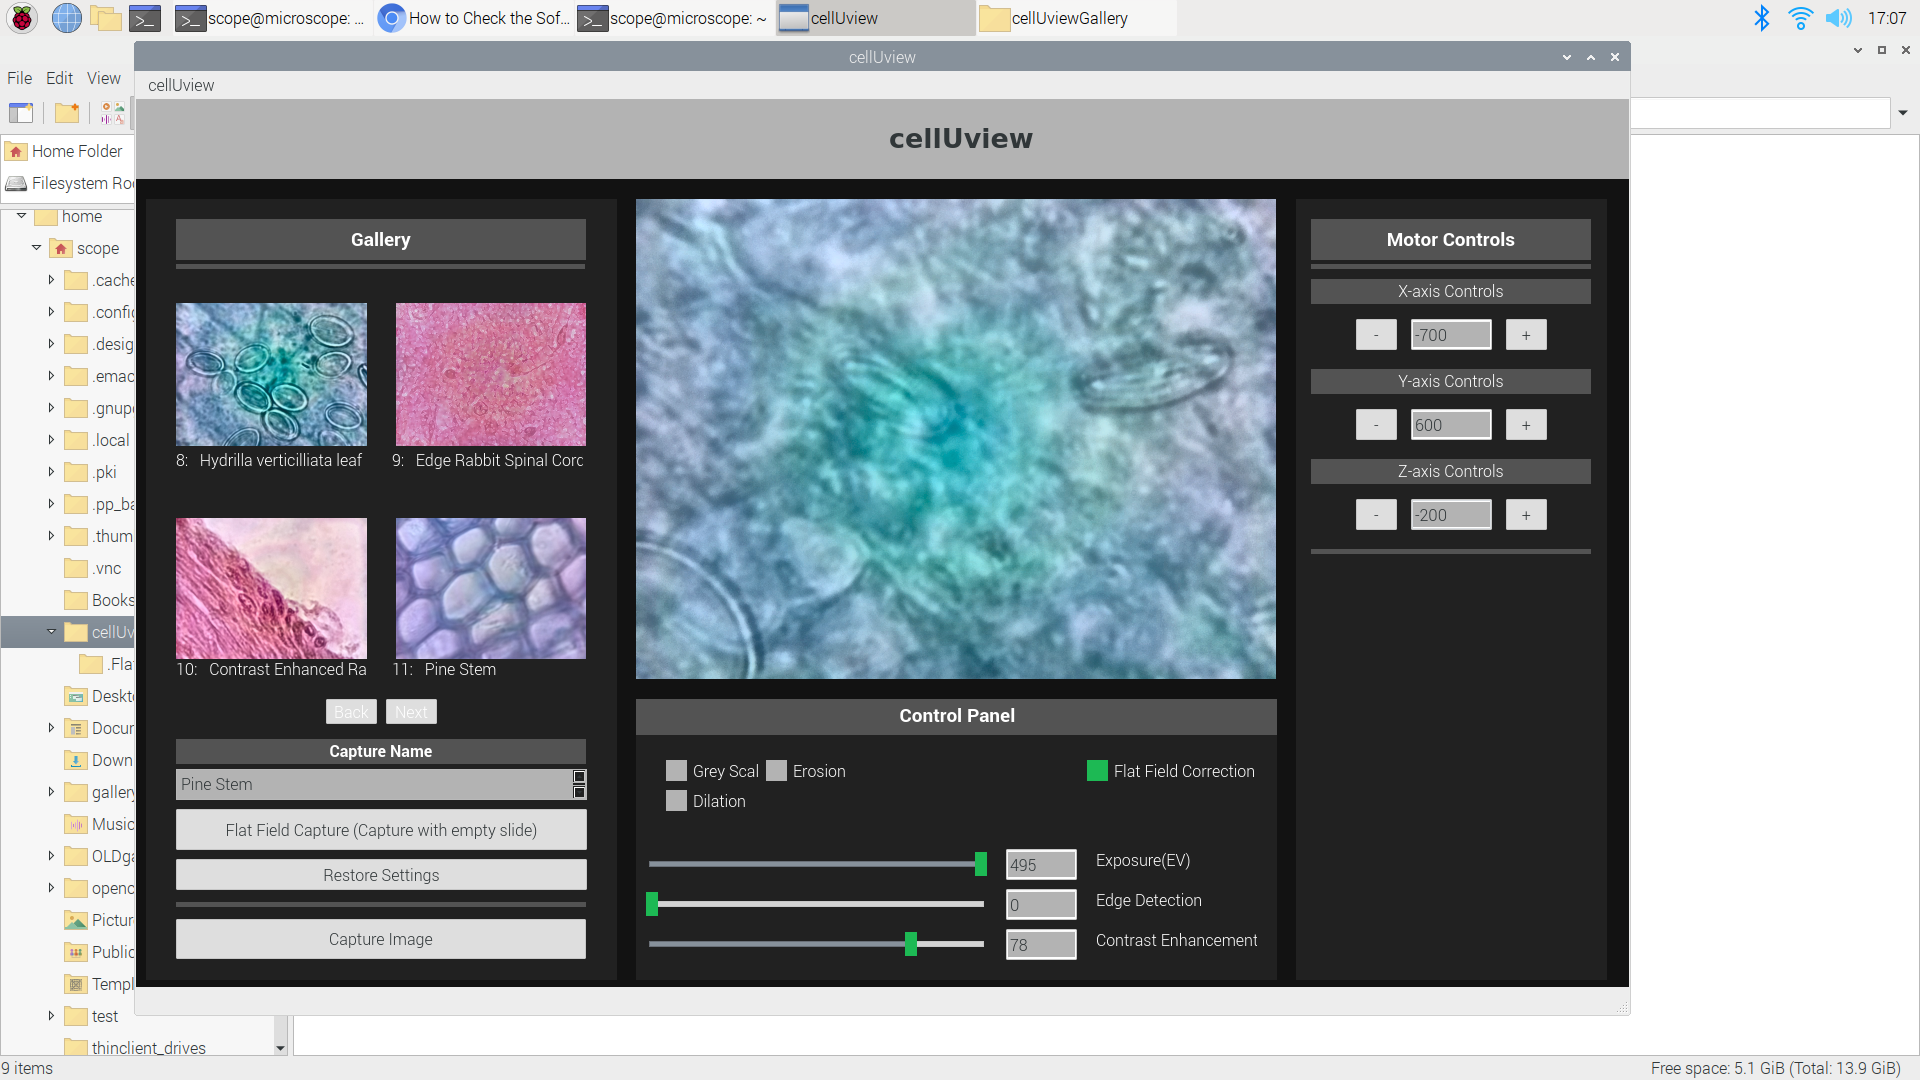 scope@microscope: ...
How to Check the Sof...
scope@microscope: ~
cellUview
cellUviewGallery
17:07
cellUview
File Edit View
cellUview
cellUview
Home Folder
Filesystem Roo
home
scope
.cache
.config
.desig
.emac
.gnup
.local
.pki
.pp_ba
.thum
.vnc
Books
cellUv
.Fla
Deskt
Docur
Down
gallery
Music
OLDga
openc
Pictur
Public
Templ
test
thinclient_drives
Gallery
8: Hydrilla verticilliata leaf
9: Edge Rabbit Spinal Cord
10: Contrast Enhanced Ra
11: Pine Stem
Back Next
Capture Name
Pine Stem
Flat Field Capture (Capture with empty slide)
Restore Settings
Capture Image
Control Panel
Grey Scal Erosion Flat Field Correction
Dilation
495 Exposure(EV)
0 Edge Detection
78 Contrast Enhancement
Motor Controls
X-axis Controls
- -700 +
Y-axis Controls
- 600 +
Z-axis Controls
- -200 +
9 items
Free space: 5.1 GiB (Total: 13.9 GiB)